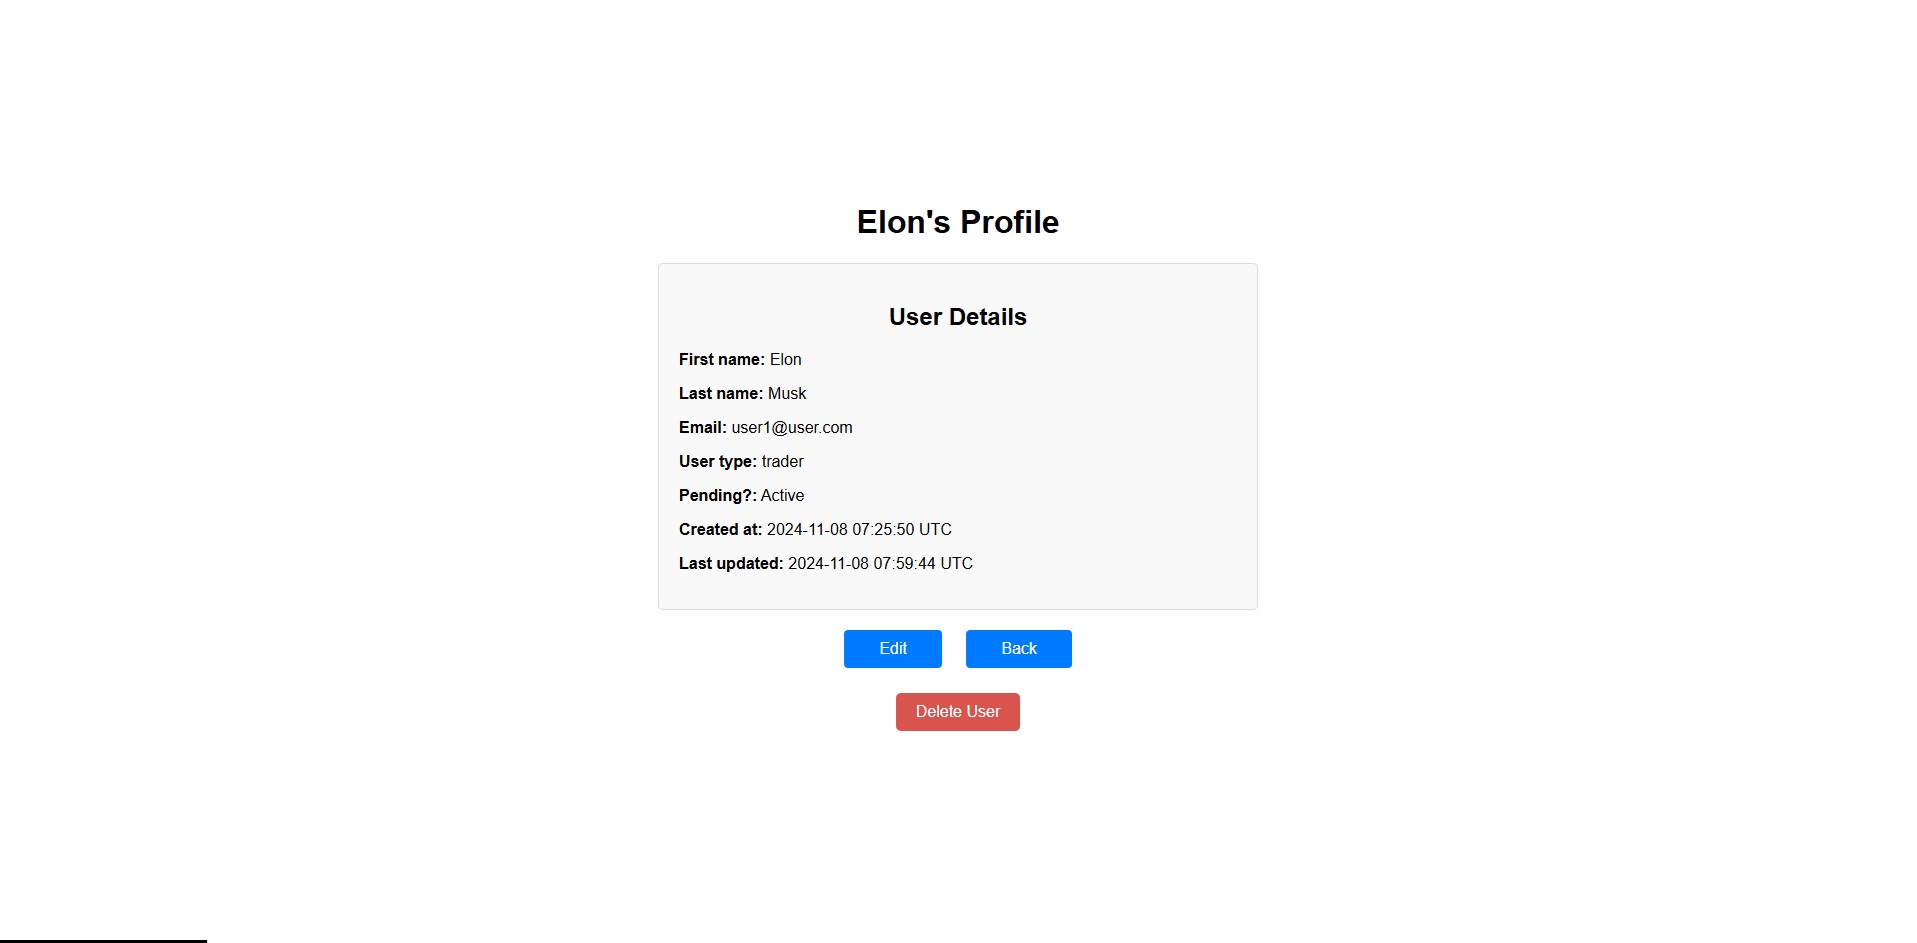 Elon's Profile
User Details
First name: Elon
Last name: Musk
Email: user1@user.com
User type: trader
Pending?: Active
Created at: 2024-11-08 07:25:50 UTC
Last updated: 2024-11-08 07:59:44 UTC
Edit Back
Delete User